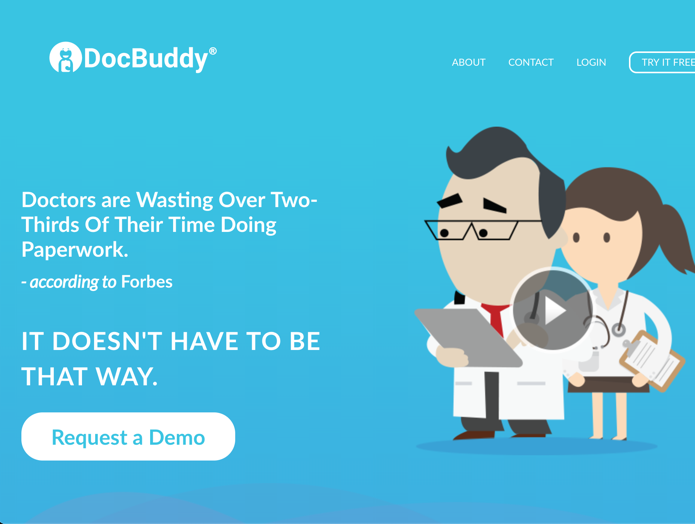 DocBuddy®
ABOUT CONTACT LOGIN TRY IT FREE
Doctors are Wasting Over Two-
Thirds Of Their Time Doing
Paperwork.
- according to Forbes
IT DOESN'T HAVE TO BE
THAT WAY.
Request a Demo